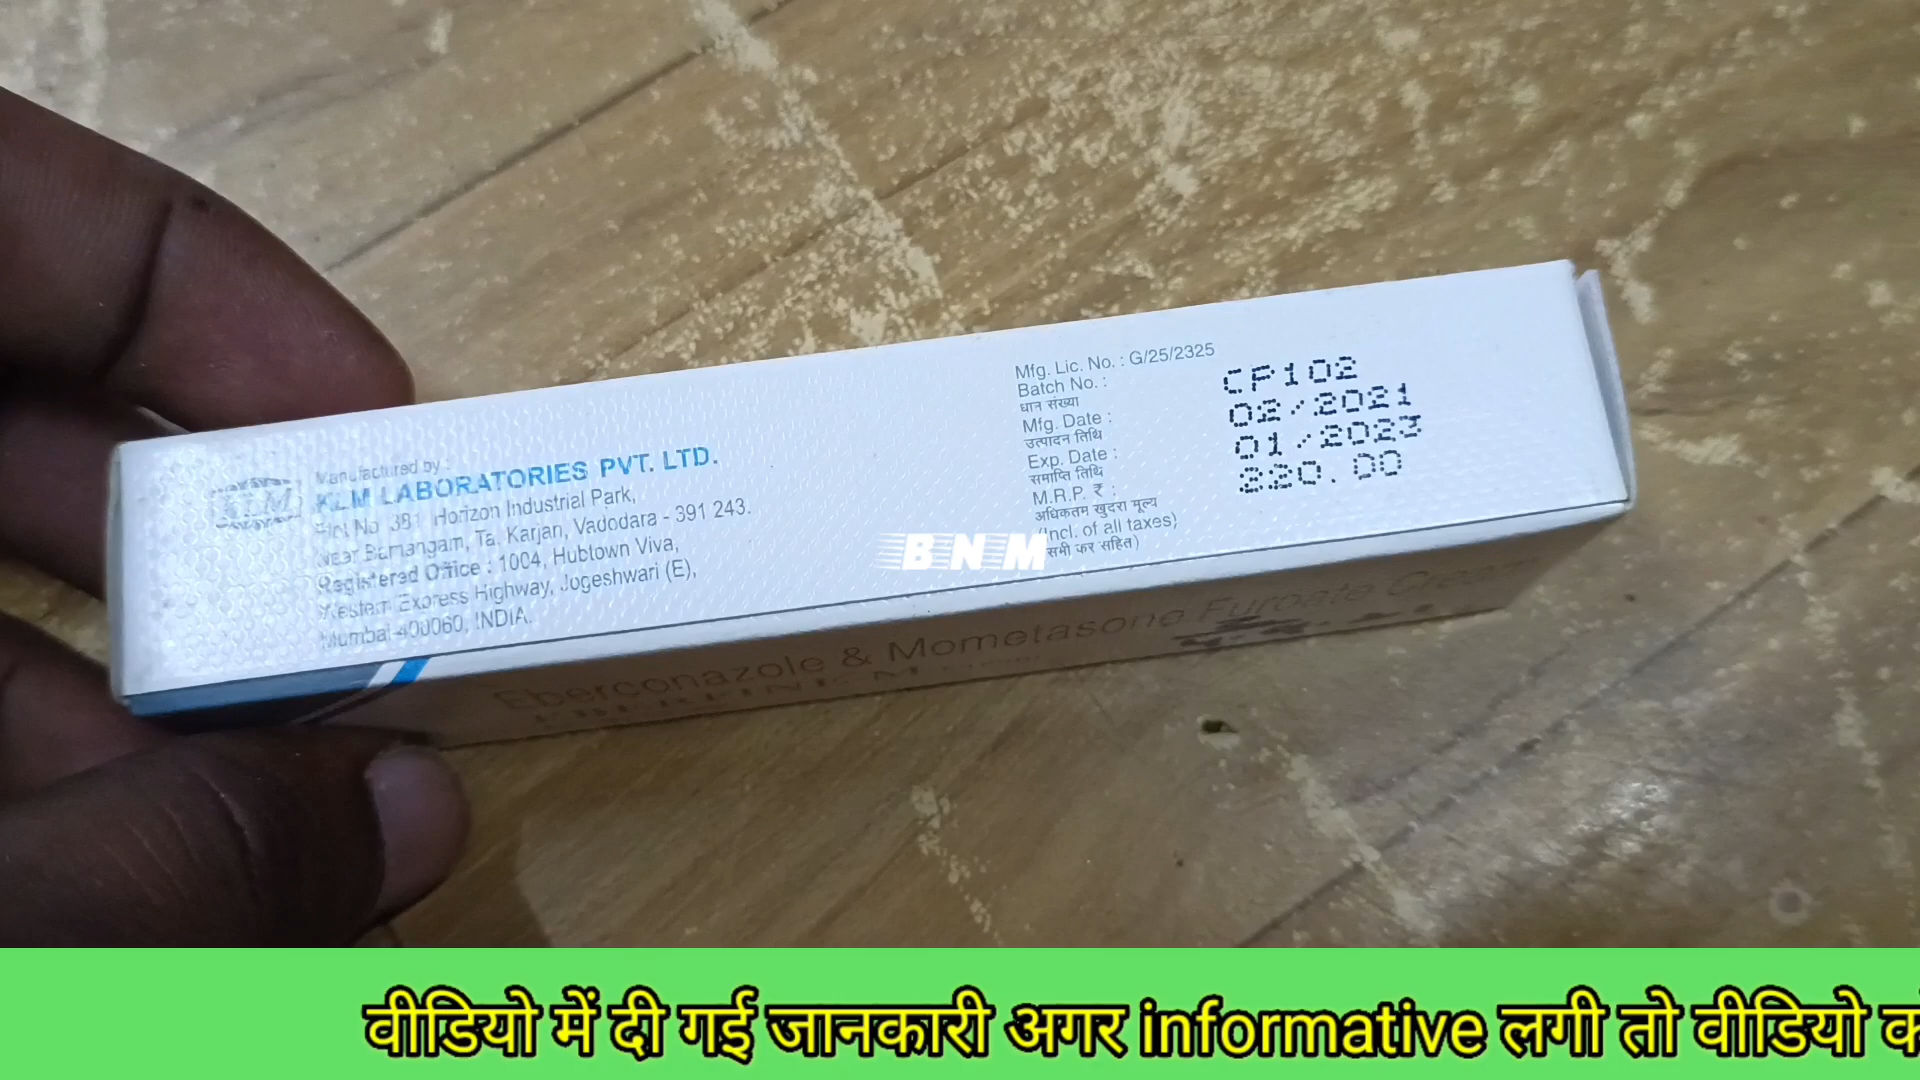 KLM
Manufactured by :
KLM LABORATORIES PVT. LTD.
Plot No. 381, Horizon Industrial Park,
Near Bamangam, Ta. Karjan, Vadodara - 391 243.
Registered Office : 1004, Hubtown Viva,
Western Express Highway, Jogeshwari (E),
Mumbai-400060, INDIA.
Mfg. Lic. No. : G/25/2325
Batch No. : CP102
धान संख्या
Mfg. Date : 02/2021
उत्पादन तिथि
Exp. Date : 01/2023
समाप्ति तिथि
M.R.P. ₹ : 220.00
अधिकतम खुदरा मूल्य
(Incl. of all taxes)
सभी कर सहित)
BNM
Eberconazole & Mometasone Furoate Cream
वीडियो में दी गई जानकारी अगर informative लगी तो वीडियो